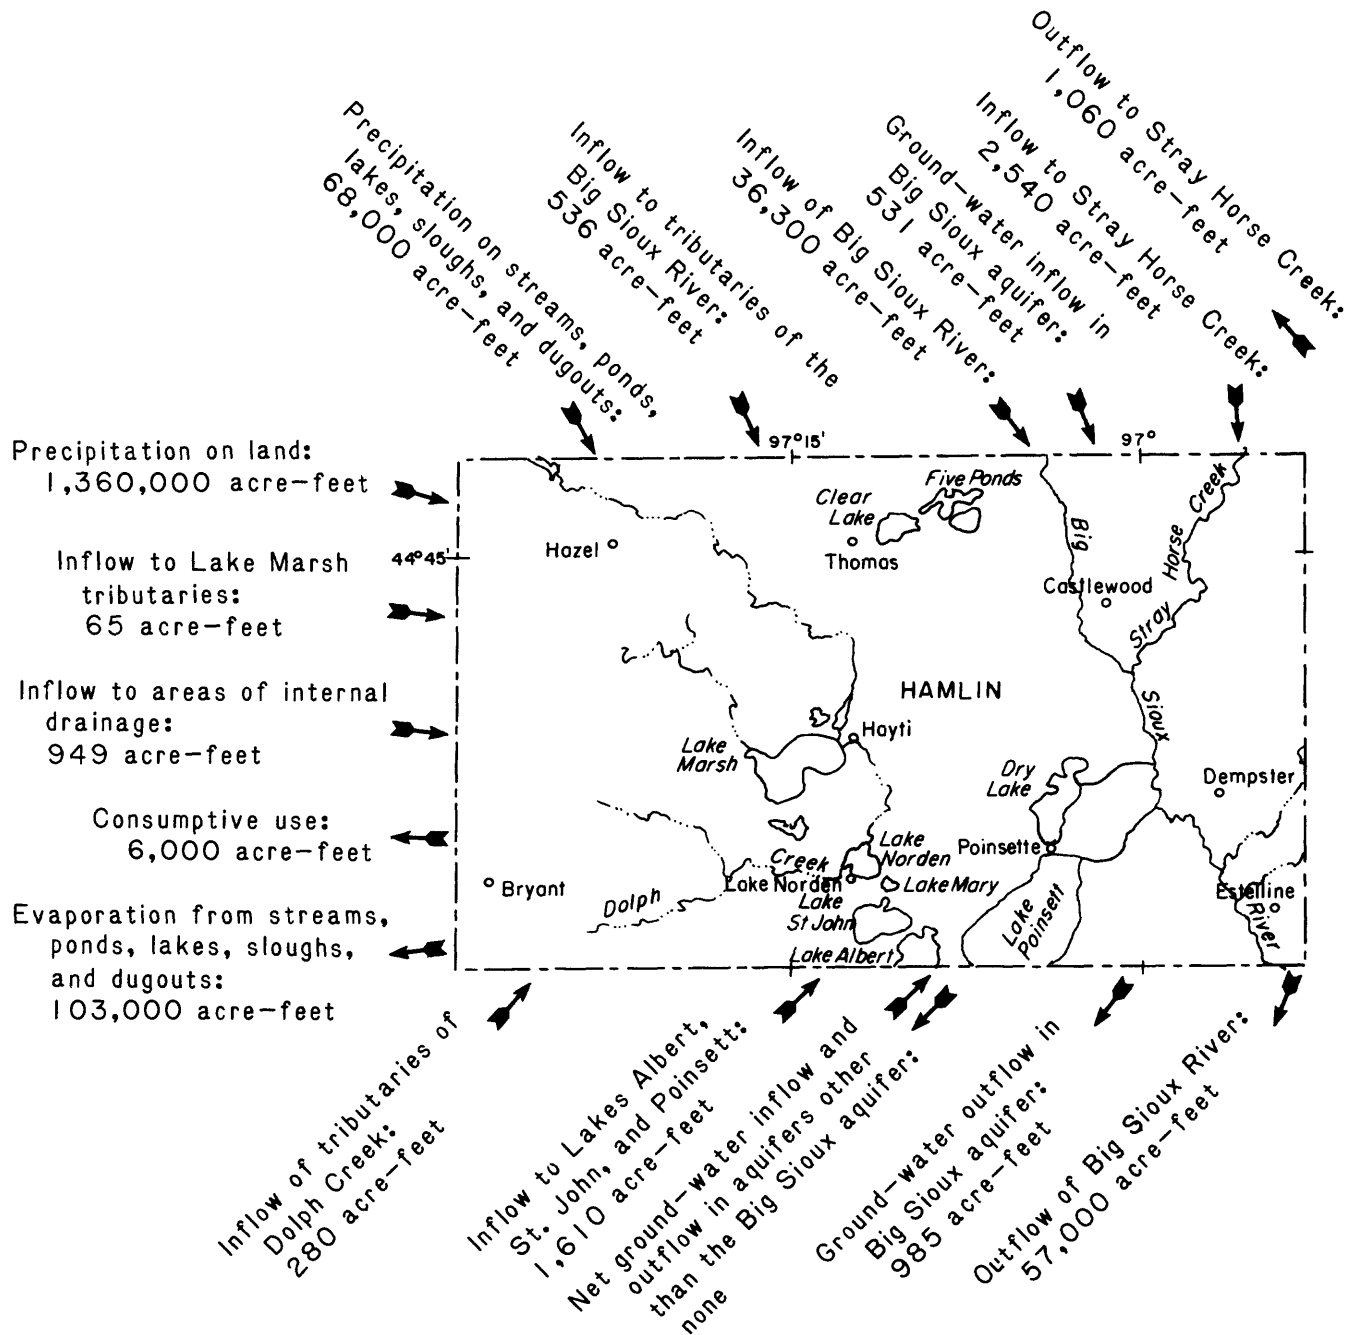 Outflow to Stray Horse Creek:
1,060 acre-feet
Inflow to Stray Horse Creek:
2,540 acre-feet
Ground-water inflow in
Big Sioux aquifer:
531 acre-feet
Inflow of Big Sioux River:
36,300 acre-feet
Inflow to tributaries of the
Big Sioux River:
536 acre-feet
Precipitation on streams, ponds,
lakes, sloughs, and dugouts:
68,000 acre-feet
Precipitation on land:
1,360,000 acre-feet
Inflow to Lake Marsh
tributaries:
65 acre-feet
Inflow to areas of internal
drainage:
949 acre-feet
Consumptive use:
6,000 acre-feet
Evaporation from streams,
ponds, lakes, sloughs,
and dugouts:
103,000 acre-feet
97°15'
97°
44°45'
Five Ponds
Clear
Lake
Thomas
Hazel
Big
Castlewood
Stray
Horse
Creek
HAMLIN
Sioux
Hayti
Lake
Marsh
Dry
Lake
Dempster
Poinsette
Lake
Norden
Creek
Lake Norden
Lake Mary
Bryant
Dolph
Lake
St John
Lake Albert
Lake
Poinsett
Estelline
River
Inflow of tributaries of
Dolph Creek:
280 acre-feet
Inflow to Lakes Albert,
St. John, and Poinsett:
1,610 acre-feet
Net ground-water inflow and
outflow in aquifers other
than the Big Sioux aquifer:
none
Ground-water outflow in
Big Sioux aquifer:
985 acre-feet
Outflow of Big Sioux River:
57,000 acre-feet